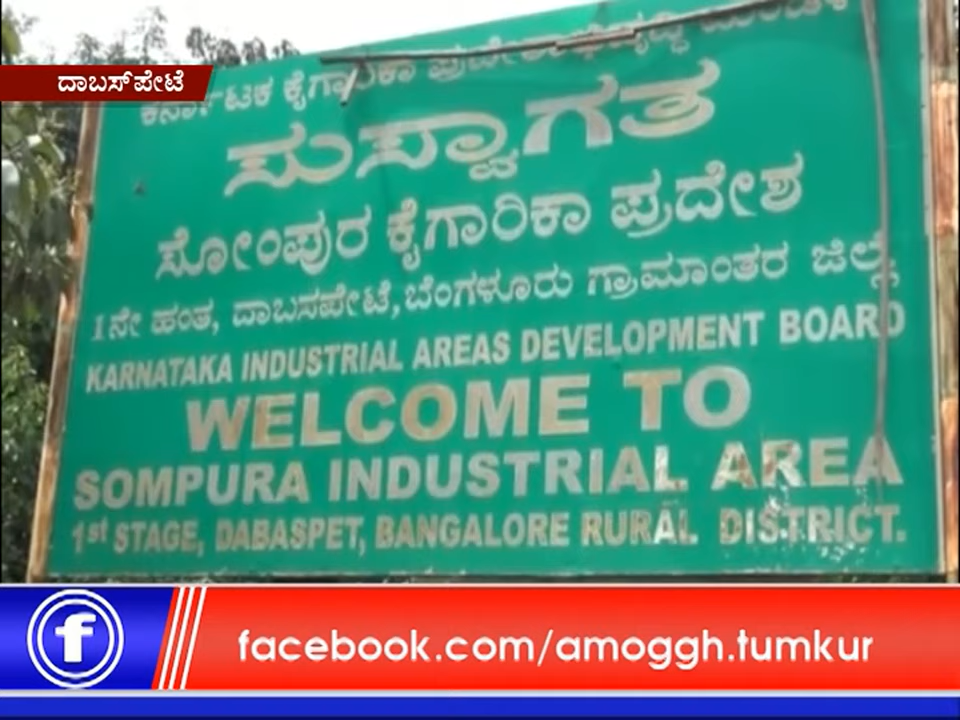 ದಾಬಸ್‌ಪೇಟೆ
ಕರ್ನಾಟಕ ಕೈಗಾರಿಕಾ ಪ್ರದೇಶಾಭಿವೃದ್ಧಿ ಮಂಡಳಿ
ಸುಸ್ವಾಗತ
ಸೋಂಪುರ ಕೈಗಾರಿಕಾ ಪ್ರದೇಶ
1ನೇ ಹಂತ, ದಾಬಸಪೇಟೆ, ಬೆಂಗಳೂರು ಗ್ರಾಮಾಂತರ ಜಿಲ್ಲೆ
KARNATAKA INDUSTRIAL AREAS DEVELOPMENT BOARD
WELCOME TO
SOMPURA INDUSTRIAL AREA
1st STAGE, DABASPET, BANGALORE RURAL DISTRICT.
facebook.com/amoggh.tumkur